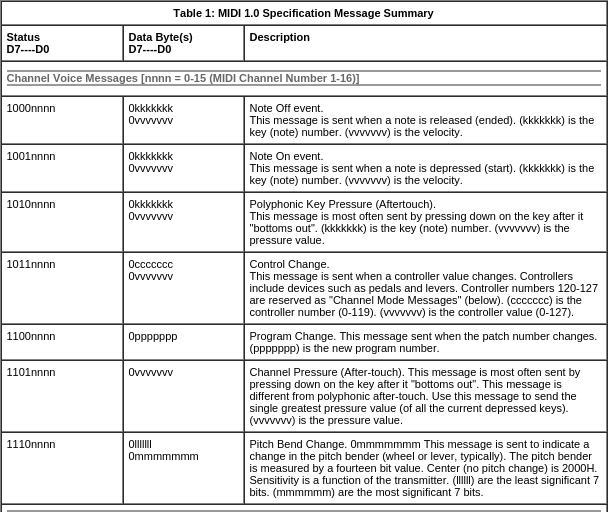 Table 1: MIDI 1.0 Specification Message Summary
Status
D7----D0
Data Byte(s)
D7----D0
Description
Channel Voice Messages [nnnn = 0-15 (MIDI Channel Number 1-16)]
1000nnnn
0kkkkkkk
0vvvvvvv
Note Off event.
This message is sent when a note is released (ended). (kkkkkkk) is the
key (note) number. (vvvvvvv) is the velocity.
1001nnnn
0kkkkkkk
0vvvvvvv
Note On event.
This message is sent when a note is depressed (start). (kkkkkkk) is the
key (note) number. (vvvvvvv) is the velocity.
1010nnnn
0kkkkkkk
0vvvvvvv
Polyphonic Key Pressure (Aftertouch).
This message is most often sent by pressing down on the key after it
"bottoms out". (kkkkkkk) is the key (note) number. (vvvvvvv) is the
pressure value.
1011nnnn
0ccccccc
0vvvvvvv
Control Change.
This message is sent when a controller value changes. Controllers
include devices such as pedals and levers. Controller numbers 120-127
are reserved as "Channel Mode Messages" (below). (ccccccc) is the
controller number (0-119). (vvvvvvv) is the controller value (0-127).
1100nnnn
0ppppppp
Program Change. This message sent when the patch number changes.
(ppppppp) is the new program number.
1101nnnn
0vvvvvvv
Channel Pressure (After-touch). This message is most often sent by
pressing down on the key after it "bottoms out". This message is
different from polyphonic after-touch. Use this message to send the
single greatest pressure value (of all the current depressed keys).
(vvvvvvv) is the pressure value.
1110nnnn
0lllllll
0mmmmmmm
Pitch Bend Change. 0mmmmmmm This message is sent to indicate a
change in the pitch bender (wheel or lever, typically). The pitch bender
is measured by a fourteen bit value. Center (no pitch change) is 2000H.
Sensitivity is a function of the transmitter. (llllll) are the least significant 7
bits. (mmmmmm) are the most significant 7 bits.